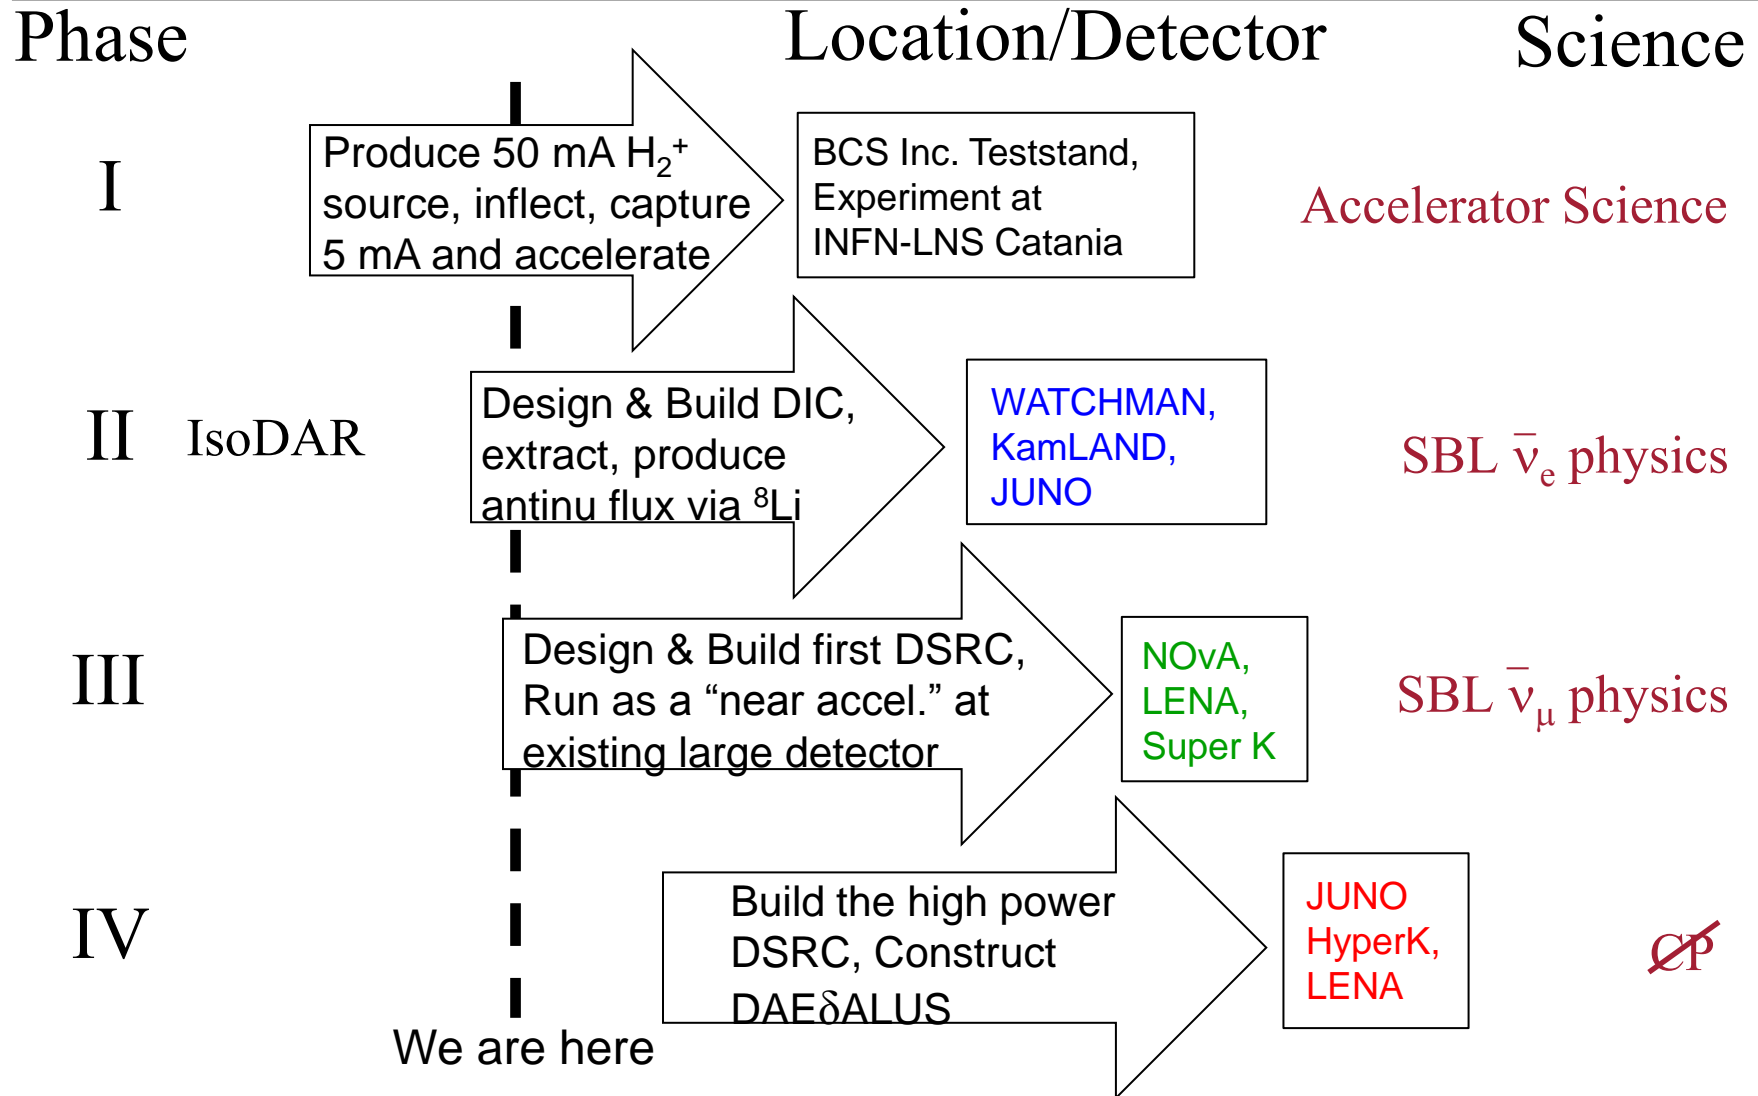 Phase
Location/Detector
Science
I
Produce 50 mA H₂⁺
source, inflect, capture
5 mA and accelerate
BCS Inc. Teststand,
Experiment at
INFN-LNS Catania
Accelerator Science
II
IsoDAR
Design & Build DIC,
extract, produce
antinu flux via ⁸Li
WATCHMAN,
KamLAND,
JUNO
SBL ν̄ₑ physics
III
Design & Build first DSRC,
Run as a “near accel.” at
existing large detector
NOvA,
LENA,
Super K
SBL ν̄μ physics
IV
Build the high power
DSRC, Construct
DAEδALUS
JUNO
HyperK,
LENA
CP
We are here